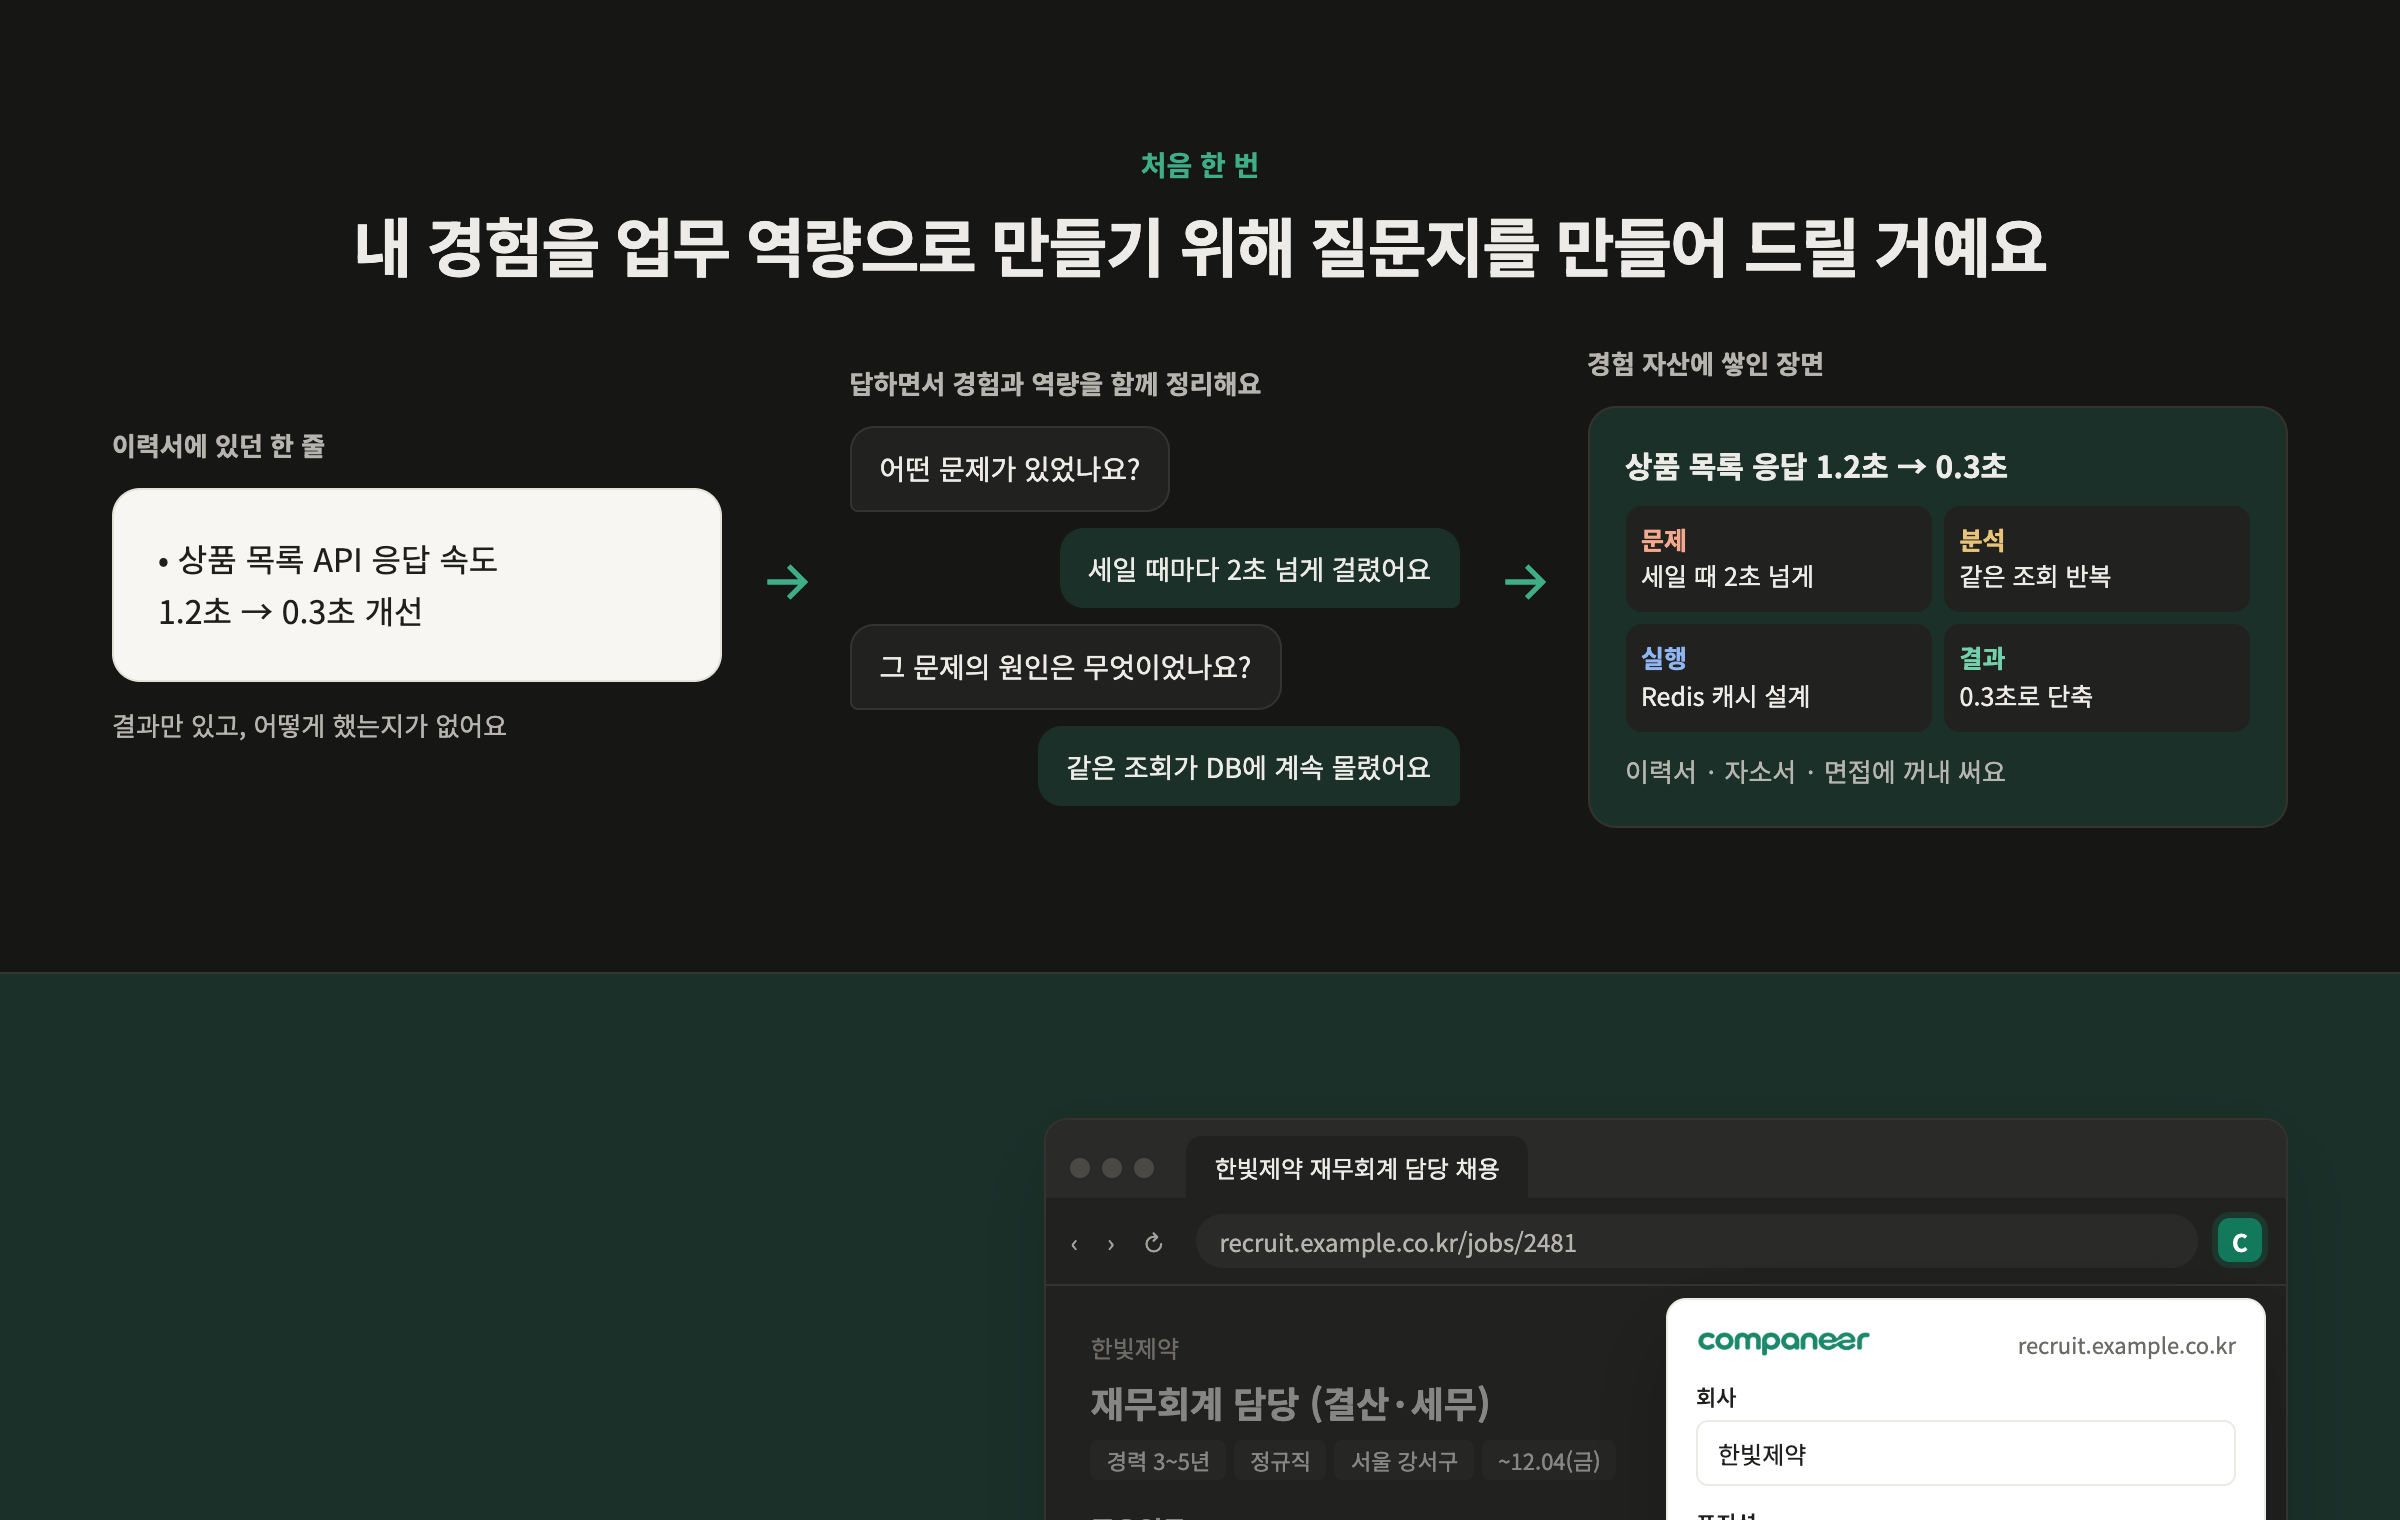 처음 한 번
내 경험을 업무 역량으로 만들기 위해 질문지를 만들어 드릴 거예요
이력서에 있던 한 줄
• 상품 목록 API 응답 속도
1.2초 → 0.3초 개선
결과만 있고, 어떻게 했는지가 없어요
→
답하면서 경험과 역량을 함께 정리해요
어떤 문제가 있었나요?
세일 때마다 2초 넘게 걸렸어요
그 문제의 원인은 무엇이었나요?
같은 조회가 DB에 계속 몰렸어요
→
경험 자산에 쌓인 장면
상품 목록 응답 1.2초 → 0.3초
문제
세일 때 2초 넘게
분석
같은 조회 반복
실행
Redis 캐시 설계
결과
0.3초로 단축
이력서 · 자소서 · 면접에 꺼내 써요
한빛제약 재무회계 담당 채용
recruit.example.co.kr/jobs/2481
C
한빛제약
재무회계 담당 (결산·세무)
경력 3~5년 정규직 서울 강서구 ~12.04(금)
companeer
recruit.example.co.kr
회사
한빛제약